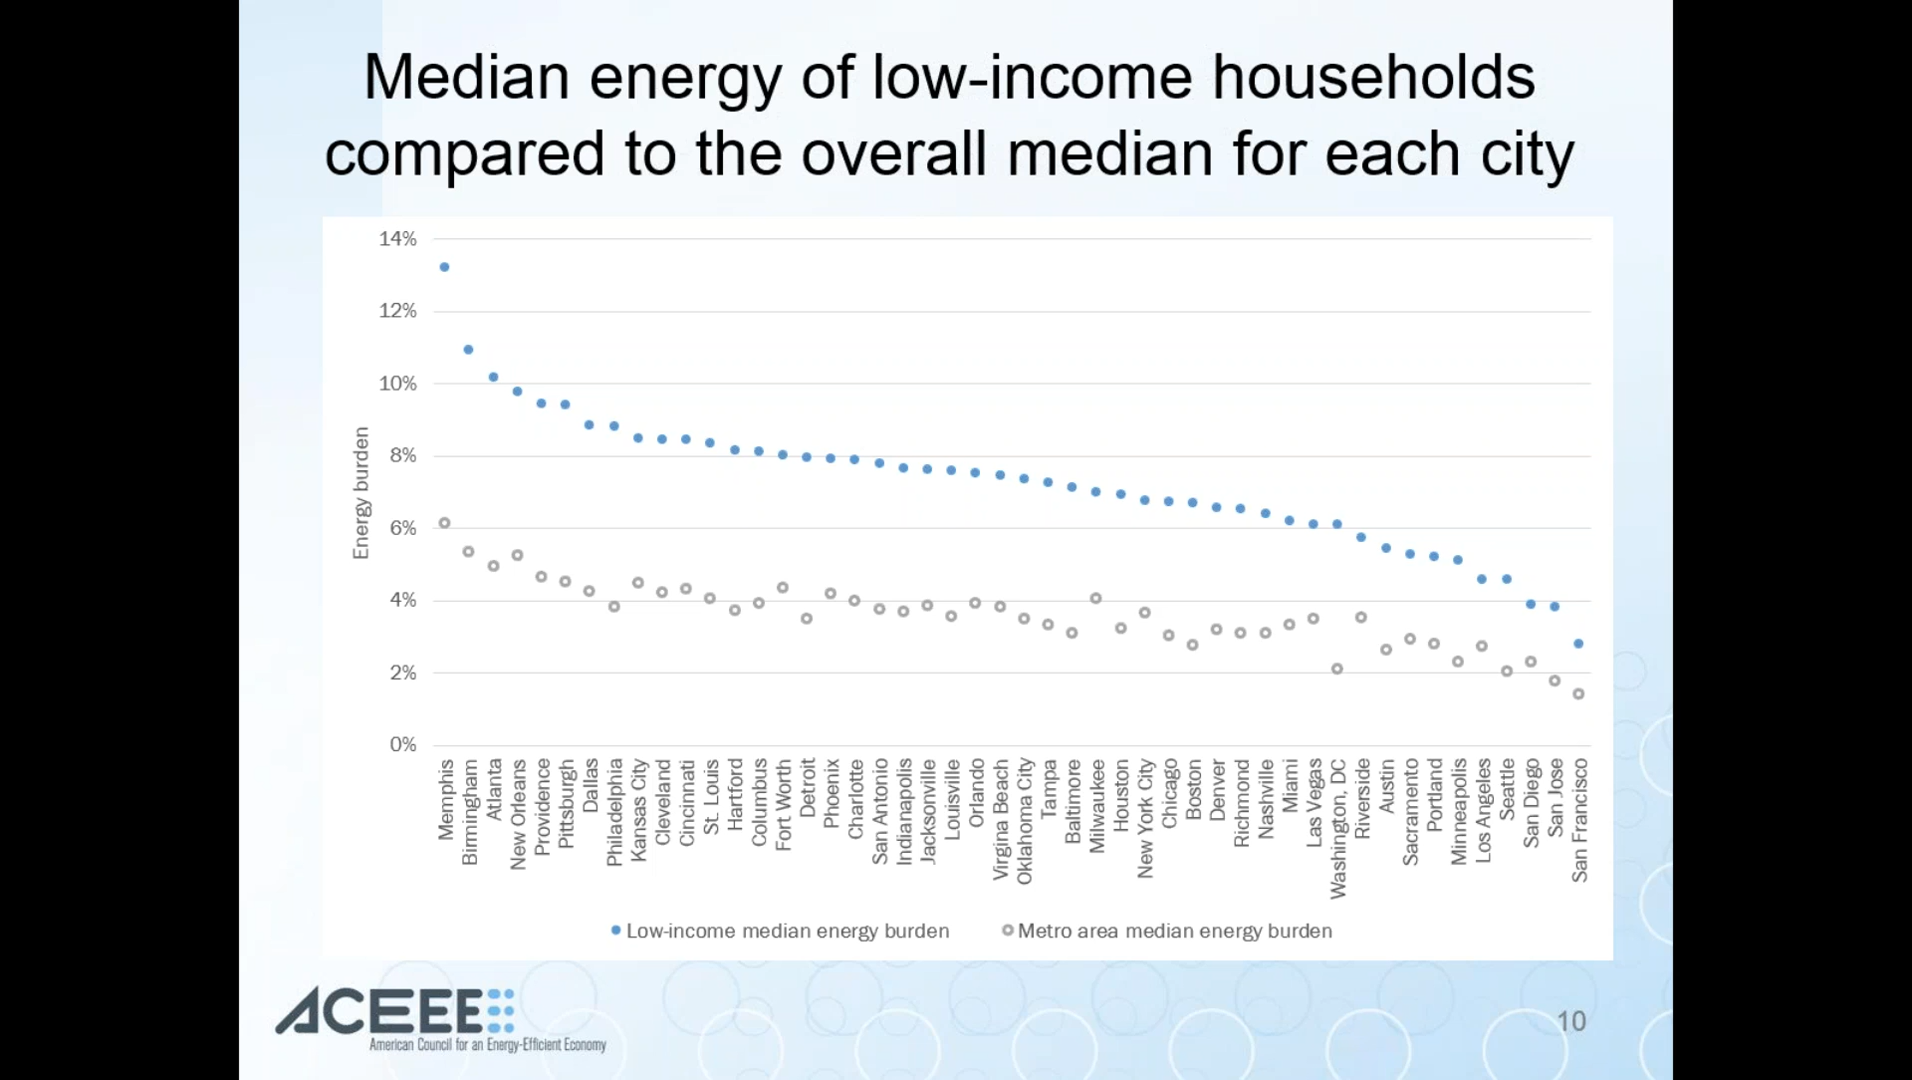 Median energy of low-income households
compared to the overall median for each city
14%
12%
10%
8%
6%
4%
2%
0%
Energy burden
Memphis
Birmingham
Atlanta
New Orleans
Providence
Pittsburgh
Dallas
Philadelphia
Kansas City
Cleveland
Cincinnati
St. Louis
Hartford
Columbus
Fort Worth
Detroit
Phoenix
Charlotte
San Antonio
Indianapolis
Jacksonville
Louisville
Orlando
Virgina Beach
Oklahoma City
Tampa
Baltimore
Milwaukee
Houston
New York City
Chicago
Boston
Denver
Richmond
Nashville
Miami
Las Vegas
Washington, DC
Riverside
Austin
Sacramento
Portland
Minneapolis
Los Angeles
Seattle
San Diego
San Jose
San Francisco
Low-income median energy burden
Metro area median energy burden
ACEEE
American Council for an Energy-Efficient Economy
10